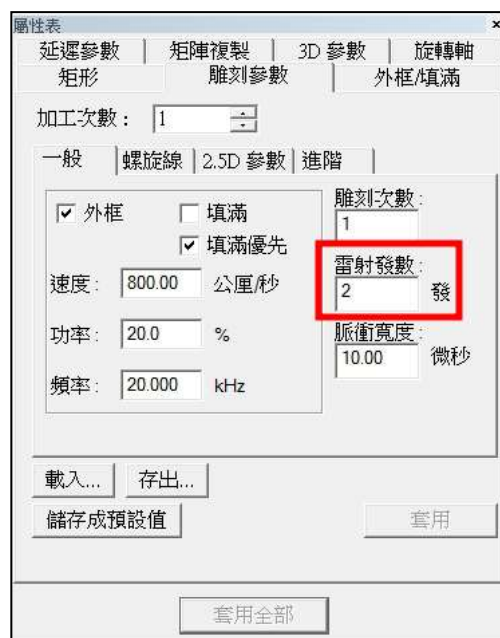 屬性表 ×
延遲參數 矩陣複製 3D 參數 旋轉軸
矩形 雕刻參數 外框/填滿
加工次數： 1
一般 螺旋線 2.5D 參數 進階
外框 填滿
填滿優先
速度： 800.00 公厘/秒
功率： 20.0 %
頻率： 20.000 kHz
雕刻次數：
1
雷射發數：
2 發
脈衝寬度：
10.00 微秒
載入... 存出...
儲存成預設值 套用
套用全部